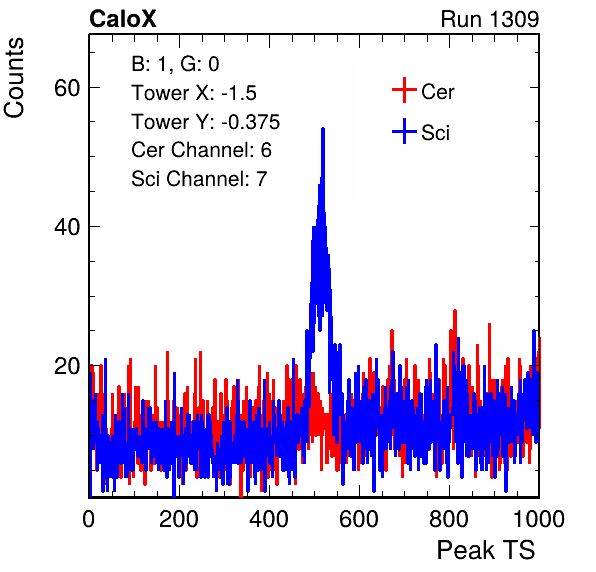 CaloX Run 1309
Counts
B: 1, G: 0
Tower X: -1.5
Tower Y: -0.375
Cer Channel: 6
Sci Channel: 7
Cer
Sci
60
40
20
0 200 400 600 800 1000
Peak TS